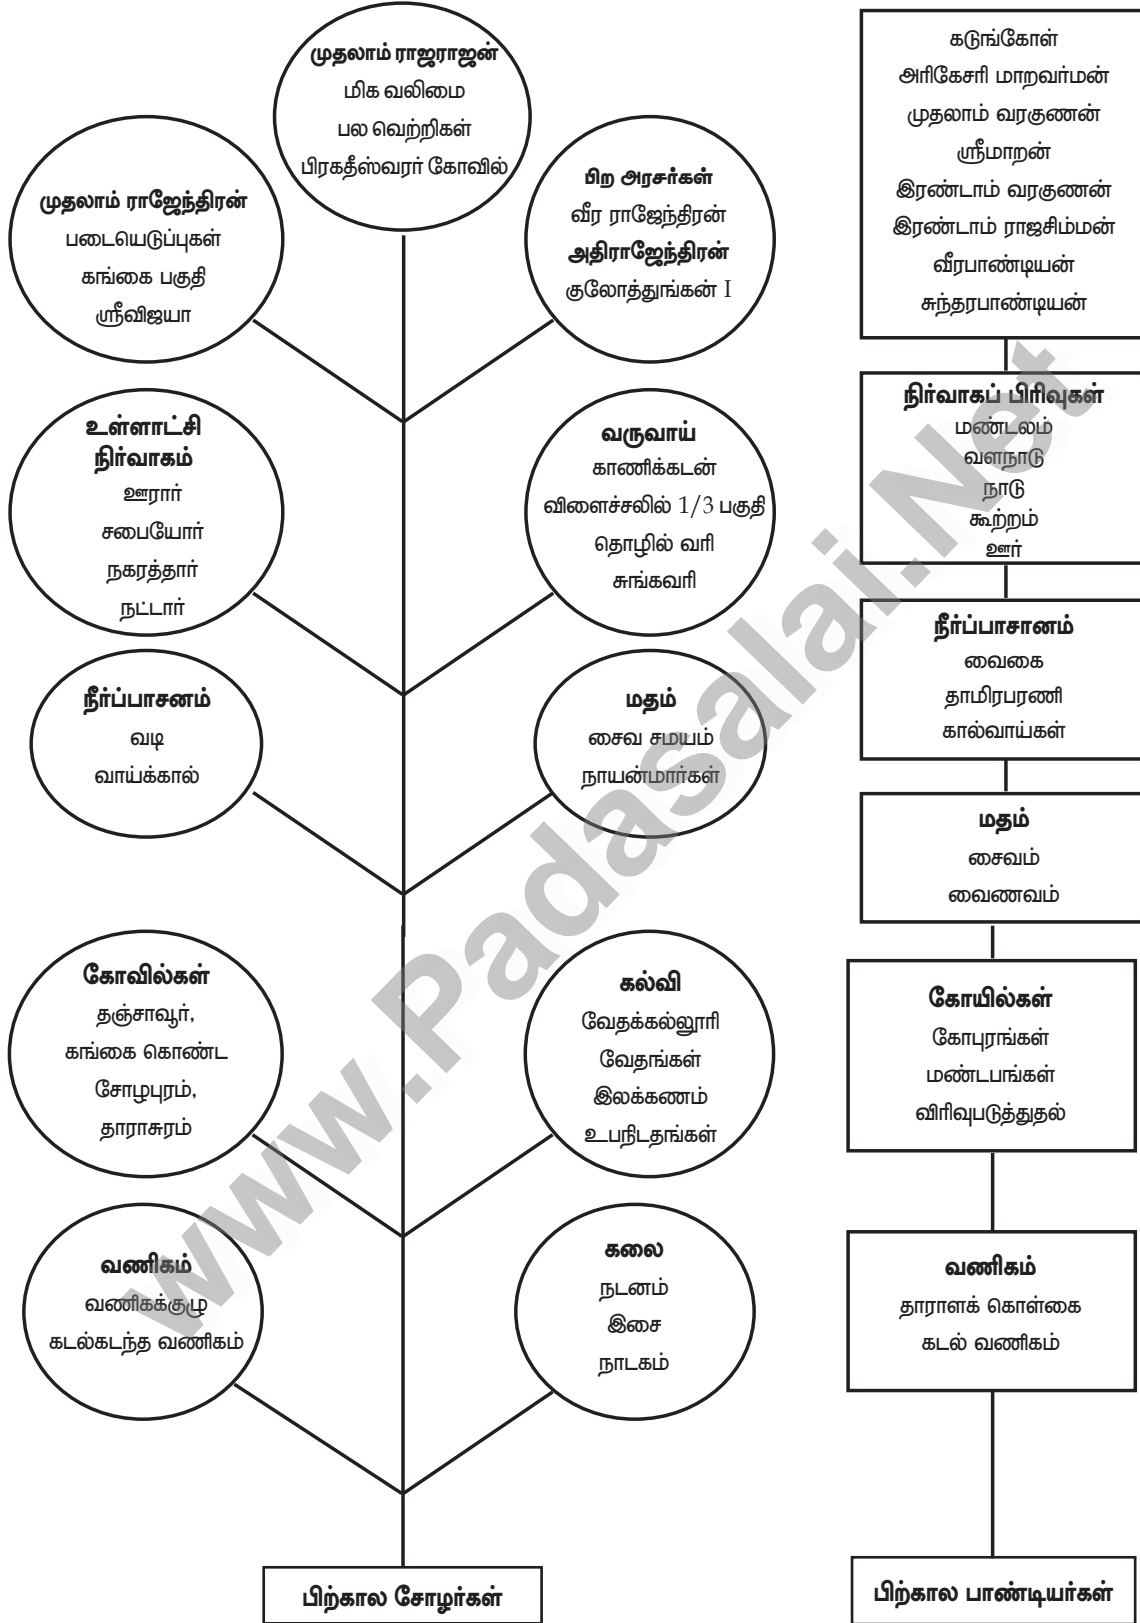 முதலாம் ராஜராஜன்
மிக வலிமை
பல வெற்றிகள்
பிரகதீஸ்வரர் கோவில்
முதலாம் ராஜேந்திரன்
படையெடுப்புகள்
கங்கை பகுதி
ஸ்ரீவிஜயா
பிற அரசர்கள்
வீர ராஜேந்திரன்
அதிராஜேந்திரன்
குலோத்துங்கன் I
உள்ளாட்சி
நிர்வாகம்
ஊரார்
சபையோர்
நகரத்தார்
நட்டார்
வருவாய்
காணிக்கடன்
விளைச்சலில் 1/3 பகுதி
தொழில் வரி
சுங்கவரி
நீர்ப்பாசனம்
வடி
வாய்க்கால்
மதம்
சைவ சமயம்
நாயன்மார்கள்
கோவில்கள்
தஞ்சாவூர்,
கங்கை கொண்ட
சோழபுரம்,
தாராசுரம்
கல்வி
வேதக்கல்லூரி
வேதங்கள்
இலக்கணம்
உபநிடதங்கள்
வணிகம்
வணிகக்குழு
கடல்கடந்த வணிகம்
கலை
நடனம்
இசை
நாடகம்
பிற்கால சோழர்கள்
கடுங்கோள்
அரிகேசரி மாறவர்மன்
முதலாம் வரகுணன்
ஸ்ரீமாறன்
இரண்டாம் வரகுணன்
இரண்டாம் ராஜசிம்மன்
வீரபாண்டியன்
சுந்தரபாண்டியன்
நிர்வாகப் பிரிவுகள்
மண்டலம்
வளநாடு
நாடு
கூற்றம்
ஊர்
நீர்ப்பாசானம்
வைகை
தாமிரபரணி
கால்வாய்கள்
மதம்
சைவம்
வைணவம்
கோயில்கள்
கோபுரங்கள்
மண்டபங்கள்
விரிவுபடுத்துதல்
வணிகம்
தாராளக் கொள்கை
கடல் வணிகம்
பிற்கால பாண்டியர்கள்
www.Padasalai.Net